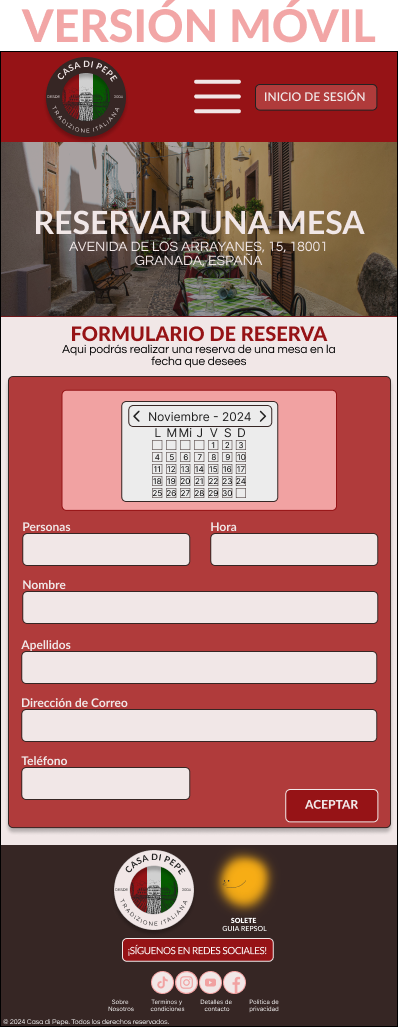 VERSIÓN MÓVIL
CASA DI PEPE
DESDE 2004
TRADIZIONE ITALIANA
INICIO DE SESIÓN
RESERVAR UNA MESA
AVENIDA DE LOS ARRAYANES, 15, 18001
GRANADA, ESPAÑA
FORMULARIO DE RESERVA
Aqui podrás realizar una reserva de una mesa en la
fecha que desees
Noviembre - 2024
L M Mi J V S D
1 2 3
4 5 6 7 8 9 10
11 12 13 14 15 16 17
18 19 20 21 22 23 24
25 26 27 28 29 30
Personas Hora
Nombre
Apellidos
Dirección de Correo
Teléfono
ACEPTAR
CASA DI PEPE
DESDE 2004
TRADIZIONE ITALIANA
SOLETE
GUIA REPSOL
¡SÍGUENOS EN REDES SOCIALES!
Sobre Terminos y Detalles de Política de
Nosotros condiciones contacto privacidad
© 2024 Casa di Pepe. Todos los derechos reservados.